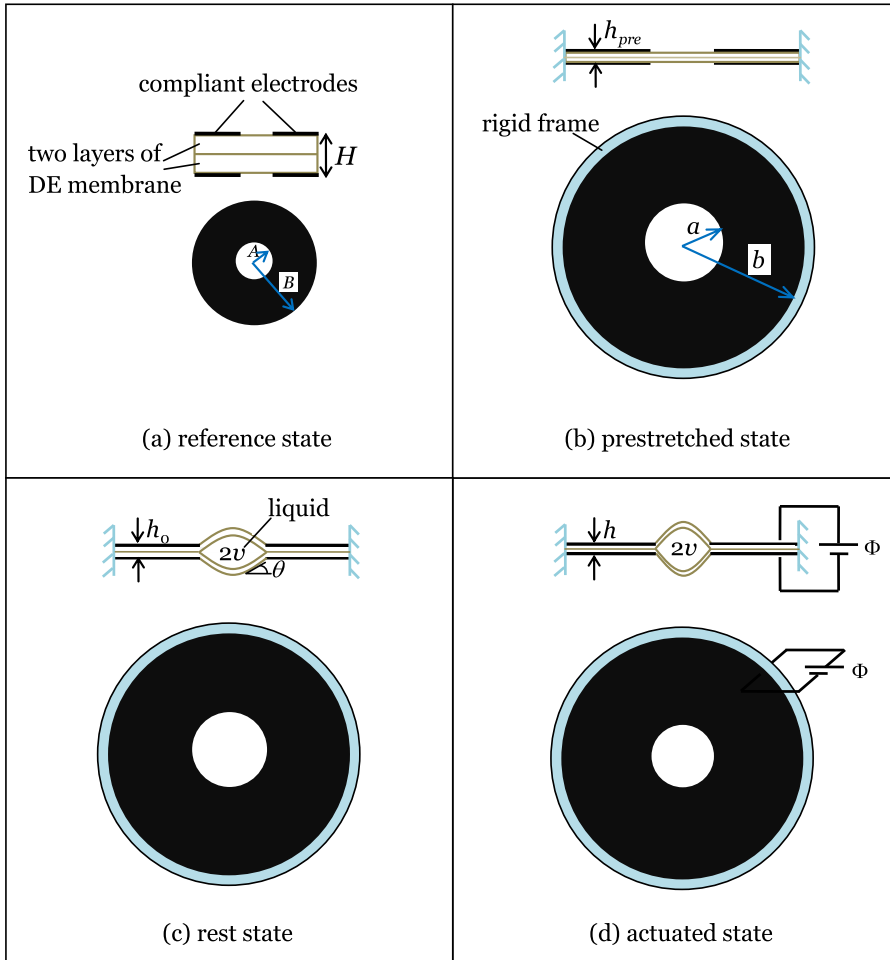 compliant electrodes
two layers of
DE membrane
H
A
B
(a) reference state
h_pre
rigid frame
a
b
(b) prestretched state
liquid
h_0
2v
θ
(c) rest state
h
2v
Φ
Φ
(d) actuated state